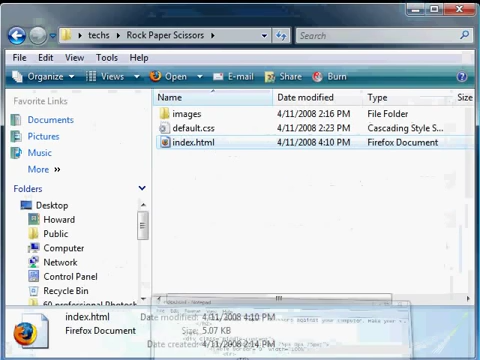 techs ▸ Rock Paper Scissors ▸ Search
File Edit View Tools Help
Organize Views Open E-mail Share Burn
Favorite Links
Documents
Pictures
Music
More »
Folders
Desktop
Howard
Public
Computer
Network
Control Panel
Recycle Bin
60 professional Photosh
Name Date modified Type Size
images 4/11/2008 2:16 PM File Folder
default.css 4/11/2008 2:23 PM Cascading Style S...
index.html 4/11/2008 4:10 PM Firefox Document
index.html Date modified: 4/11/2008 4:10 PM
Firefox Document Size: 5.07 KB
Date created: 4/11/2008 2:14 PM